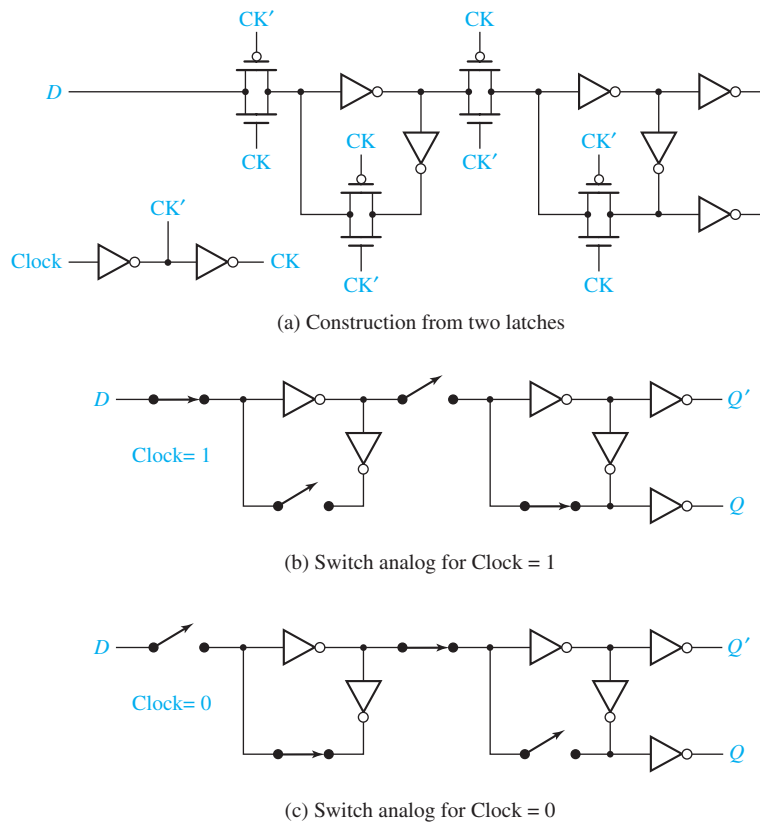 CK′ CK
D
CK CK CK′ CK′
CK′
Clock CK
CK′ CK
(a) Construction from two latches
D Q′
Clock= 1
Q
(b) Switch analog for Clock = 1
D Q′
Clock= 0
Q
(c) Switch analog for Clock = 0